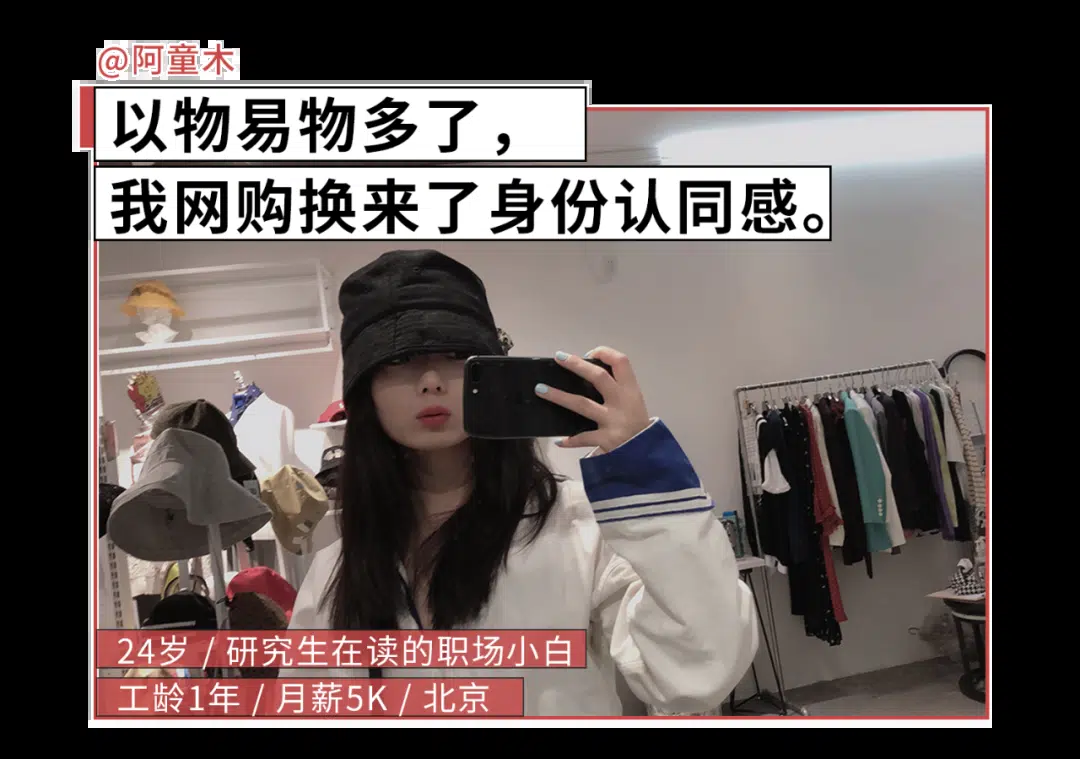 @阿童木
以物易物多了，
我网购换来了身份认同感。
24岁 / 研究生在读的职场小白
工龄1年 / 月薪5K / 北京